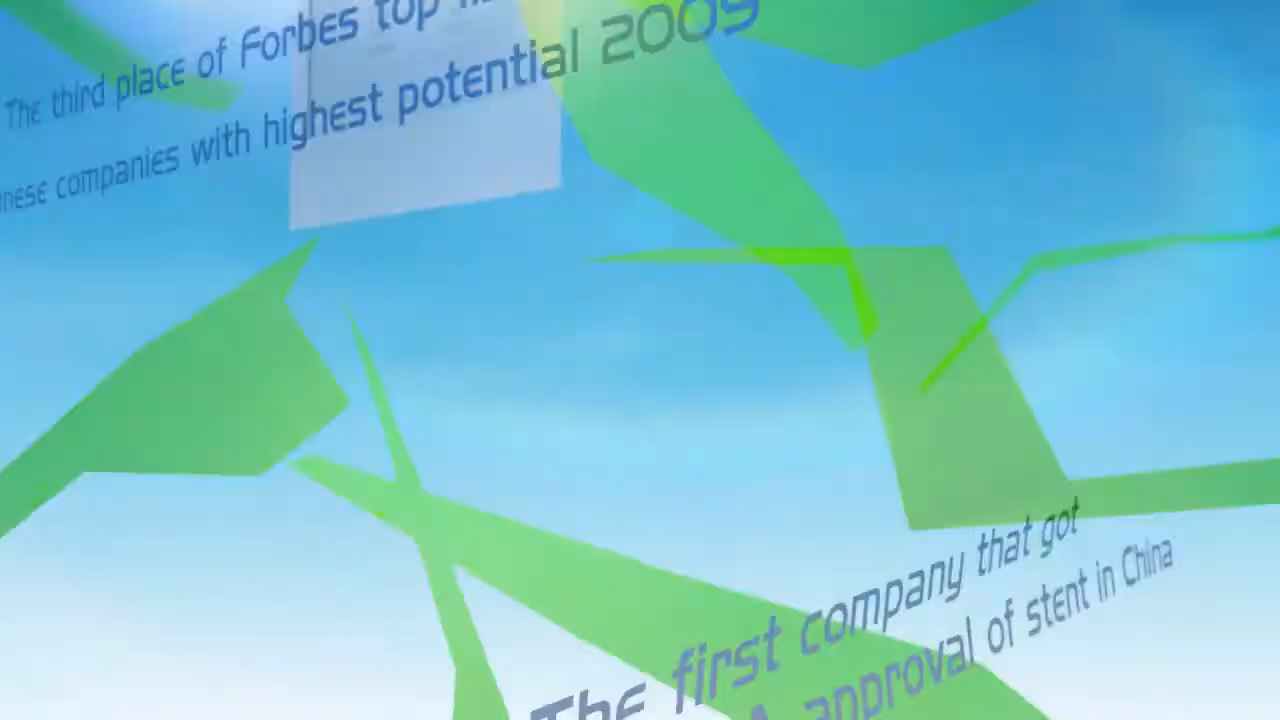 The third place of Forbes top
companies with highest potential 2009
The first company that got
approval of stent in China